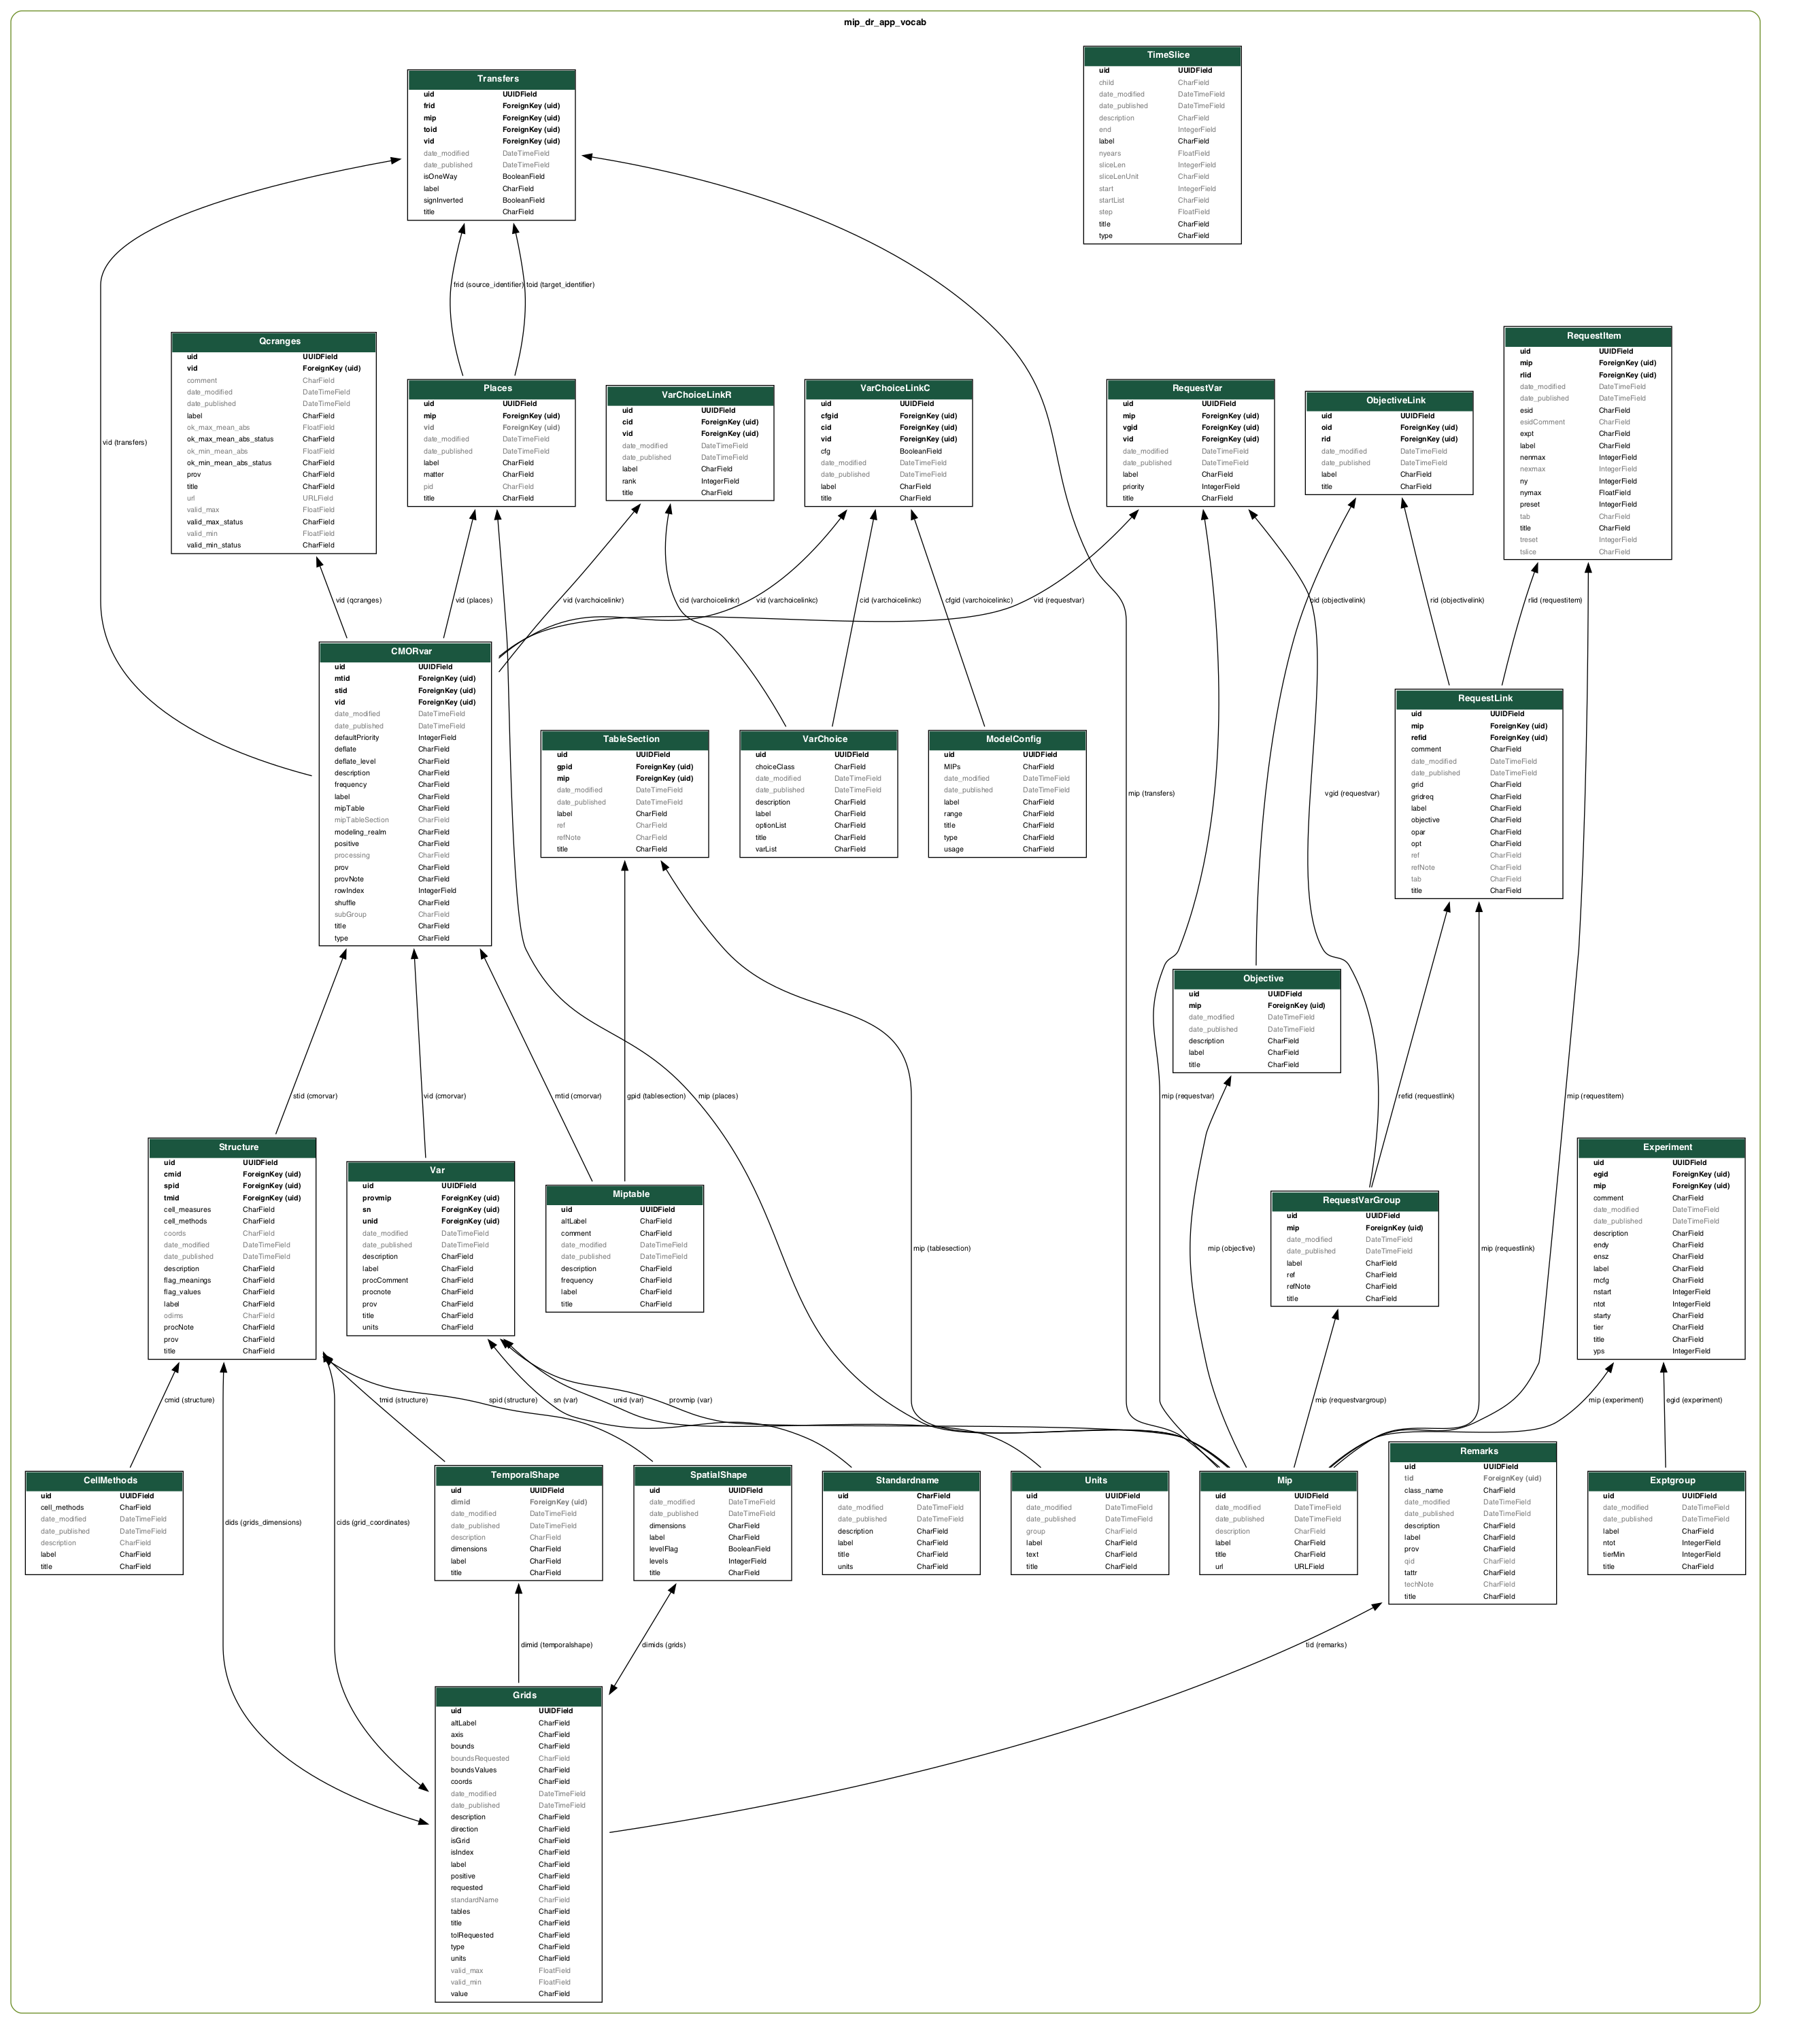 mip_dr_app_vocab
TimeSlice
uid UUIDField
child CharField
date_modified DateTimeField
date_published DateTimeField
description CharField
end IntegerField
label CharField
nyears FloatField
sliceLen IntegerField
sliceLenUnit CharField
start IntegerField
startList CharField
step FloatField
title CharField
type CharField
Transfers
uid UUIDField
frid ForeignKey (uid)
mip ForeignKey (uid)
toid ForeignKey (uid)
vid ForeignKey (uid)
date_modified DateTimeField
date_published DateTimeField
isOneWay BooleanField
label CharField
signInverted BooleanField
title CharField
frid (source_identifier)
toid (target_identifier)
vid (transfers)
Qcranges
uid UUIDField
vid ForeignKey (uid)
comment CharField
date_modified DateTimeField
date_published DateTimeField
label CharField
ok_max_mean_abs FloatField
ok_max_mean_abs_status CharField
ok_min_mean_abs FloatField
ok_min_mean_abs_status CharField
prov CharField
title CharField
url URLField
valid_max FloatField
valid_max_status CharField
valid_min FloatField
valid_min_status CharField
Places
uid UUIDField
mip ForeignKey (uid)
vid ForeignKey (uid)
date_modified DateTimeField
date_published DateTimeField
label CharField
matter CharField
pid CharField
title CharField
VarChoiceLinkR
uid UUIDField
cid ForeignKey (uid)
vid ForeignKey (uid)
date_modified DateTimeField
date_published DateTimeField
label CharField
rank IntegerField
title CharField
VarChoiceLinkC
uid UUIDField
cfgid ForeignKey (uid)
cid ForeignKey (uid)
vid ForeignKey (uid)
cfg BooleanField
date_modified DateTimeField
date_published DateTimeField
label CharField
title CharField
RequestVar
uid UUIDField
mip ForeignKey (uid)
vgid ForeignKey (uid)
vid ForeignKey (uid)
date_modified DateTimeField
date_published DateTimeField
label CharField
priority IntegerField
title CharField
ObjectiveLink
uid UUIDField
oid ForeignKey (uid)
rid ForeignKey (uid)
date_modified DateTimeField
date_published DateTimeField
label CharField
title CharField
RequestItem
uid UUIDField
mip ForeignKey (uid)
rlid ForeignKey (uid)
date_modified DateTimeField
date_published DateTimeField
esid CharField
esidComment CharField
expt CharField
label CharField
nenmax IntegerField
nexmax IntegerField
ny IntegerField
nymax FloatField
preset IntegerField
tab CharField
title CharField
treset IntegerField
tslice CharField
vid (qcranges)
vid (places)
vid (varchoicelinkr)
cid (varchoicelinkr)
vid (varchoicelinkc)
cid (varchoicelinkc)
cfgid (varchoicelinkc)
vid (requestvar)
oid (objectivelink)
rid (objectivelink)
rlid (requestitem)
CMORvar
uid UUIDField
mtid ForeignKey (uid)
stid ForeignKey (uid)
vid ForeignKey (uid)
date_modified DateTimeField
date_published DateTimeField
defaultPriority IntegerField
deflate CharField
deflate_level CharField
description CharField
frequency CharField
label CharField
mipTable CharField
mipTableSection CharField
modeling_realm CharField
positive CharField
processing CharField
prov CharField
provNote CharField
rowIndex IntegerField
shuffle CharField
subGroup CharField
title CharField
type CharField
TableSection
uid UUIDField
gpid ForeignKey (uid)
mip ForeignKey (uid)
date_modified DateTimeField
date_published DateTimeField
label CharField
ref CharField
refNote CharField
title CharField
VarChoice
uid UUIDField
choiceClass CharField
date_modified DateTimeField
date_published DateTimeField
description CharField
label CharField
optionList CharField
title CharField
varList CharField
ModelConfig
uid UUIDField
MIPs CharField
date_modified DateTimeField
date_published DateTimeField
label CharField
range CharField
title CharField
type CharField
usage CharField
mip (transfers)
vgid (requestvar)
RequestLink
uid UUIDField
mip ForeignKey (uid)
refid ForeignKey (uid)
comment CharField
date_modified DateTimeField
date_published DateTimeField
grid CharField
gridreq CharField
label CharField
objective CharField
opar CharField
opt CharField
ref CharField
refNote CharField
tab CharField
title CharField
Objective
uid UUIDField
mip ForeignKey (uid)
date_modified DateTimeField
date_published DateTimeField
description CharField
label CharField
title CharField
stid (cmorvar)
vid (cmorvar)
mtid (cmorvar)
gpid (tablesection)
mip (places)
mip (requestvar)
refid (requestlink)
mip (requestitem)
Structure
uid UUIDField
cmid ForeignKey (uid)
spid ForeignKey (uid)
tmid ForeignKey (uid)
cell_measures CharField
cell_methods CharField
coords CharField
date_modified DateTimeField
date_published DateTimeField
description CharField
flag_meanings CharField
flag_values CharField
label CharField
odims CharField
procNote CharField
prov CharField
title CharField
Var
uid UUIDField
provmip ForeignKey (uid)
sn ForeignKey (uid)
unid ForeignKey (uid)
date_modified DateTimeField
date_published DateTimeField
description CharField
label CharField
procComment CharField
procnote CharField
prov CharField
title CharField
units CharField
Miptable
uid UUIDField
altLabel CharField
comment CharField
date_modified DateTimeField
date_published DateTimeField
description CharField
frequency CharField
label CharField
title CharField
mip (tablesection)
mip (objective)
RequestVarGroup
uid UUIDField
mip ForeignKey (uid)
date_modified DateTimeField
date_published DateTimeField
label CharField
ref CharField
refNote CharField
title CharField
mip (requestlink)
Experiment
uid UUIDField
egid ForeignKey (uid)
mip ForeignKey (uid)
comment CharField
date_modified DateTimeField
date_published DateTimeField
description CharField
endy CharField
ensz CharField
label CharField
mcfg CharField
nstart IntegerField
ntot IntegerField
starty CharField
tier CharField
title CharField
yps IntegerField
cmid (structure)
tmid (structure)
spid (structure)
sn (var)
unid (var)
provmip (var)
mip (requestvargroup)
mip (experiment)
egid (experiment)
CellMethods
uid UUIDField
cell_methods CharField
date_modified DateTimeField
date_published DateTimeField
description CharField
label CharField
title CharField
dids (grids_dimensions)
cids (grid_coordinates)
TemporalShape
uid UUIDField
dimid ForeignKey (uid)
date_modified DateTimeField
date_published DateTimeField
description CharField
dimensions CharField
label CharField
title CharField
SpatialShape
uid UUIDField
date_modified DateTimeField
date_published DateTimeField
dimensions CharField
label CharField
levelFlag BooleanField
levels IntegerField
title CharField
Standardname
uid CharField
date_modified DateTimeField
date_published DateTimeField
description CharField
label CharField
title CharField
units CharField
Units
uid UUIDField
date_modified DateTimeField
date_published DateTimeField
group CharField
label CharField
text CharField
title CharField
Mip
uid UUIDField
date_modified DateTimeField
date_published DateTimeField
description CharField
label CharField
title CharField
url URLField
Remarks
uid UUIDField
tid ForeignKey (uid)
class_name CharField
date_modified DateTimeField
date_published DateTimeField
description CharField
label CharField
prov CharField
qid CharField
tattr CharField
techNote CharField
title CharField
Exptgroup
uid UUIDField
date_modified DateTimeField
date_published DateTimeField
label CharField
ntot IntegerField
tierMin IntegerField
title CharField
dimid (temporalshape)
dimids (grids)
tid (remarks)
Grids
uid UUIDField
altLabel CharField
axis CharField
bounds CharField
boundsRequested CharField
boundsValues CharField
coords CharField
date_modified DateTimeField
date_published DateTimeField
description CharField
direction CharField
isGrid CharField
isIndex CharField
label CharField
positive CharField
requested CharField
standardName CharField
tables CharField
title CharField
tolRequested CharField
type CharField
units CharField
valid_max FloatField
valid_min FloatField
value CharField